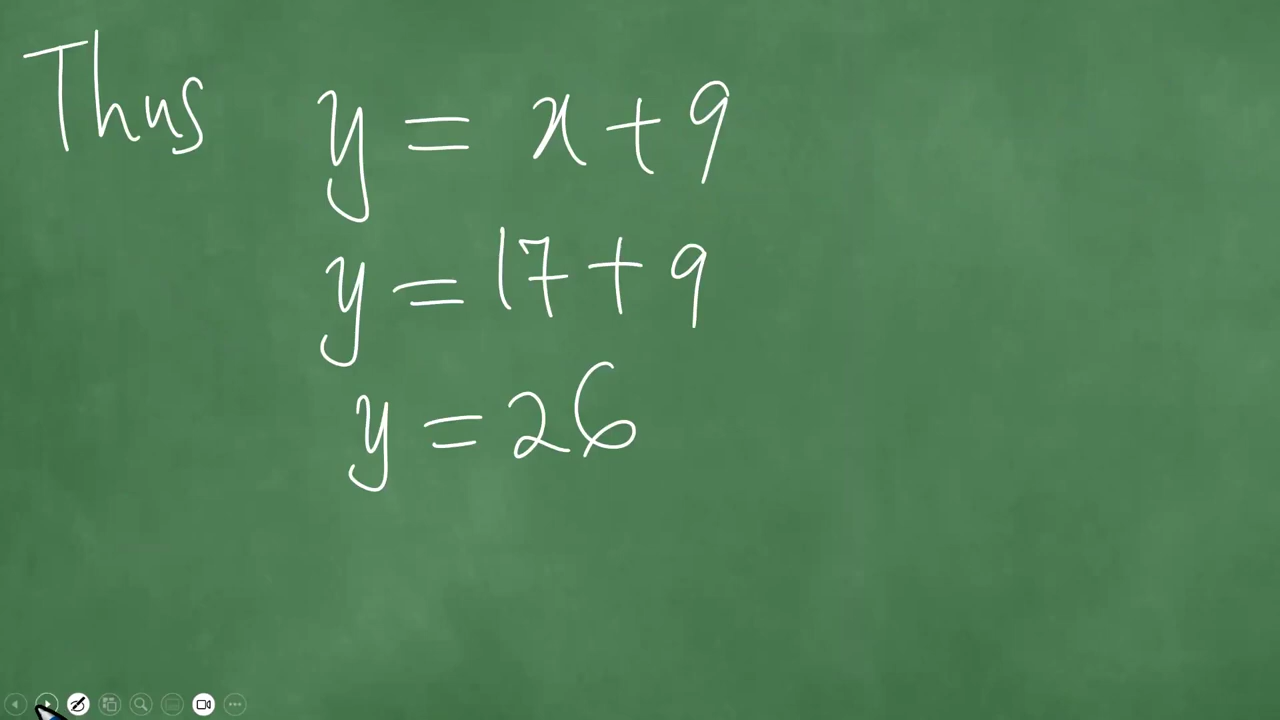 Thus y = x + 9
y = 17 + 9
y = 26